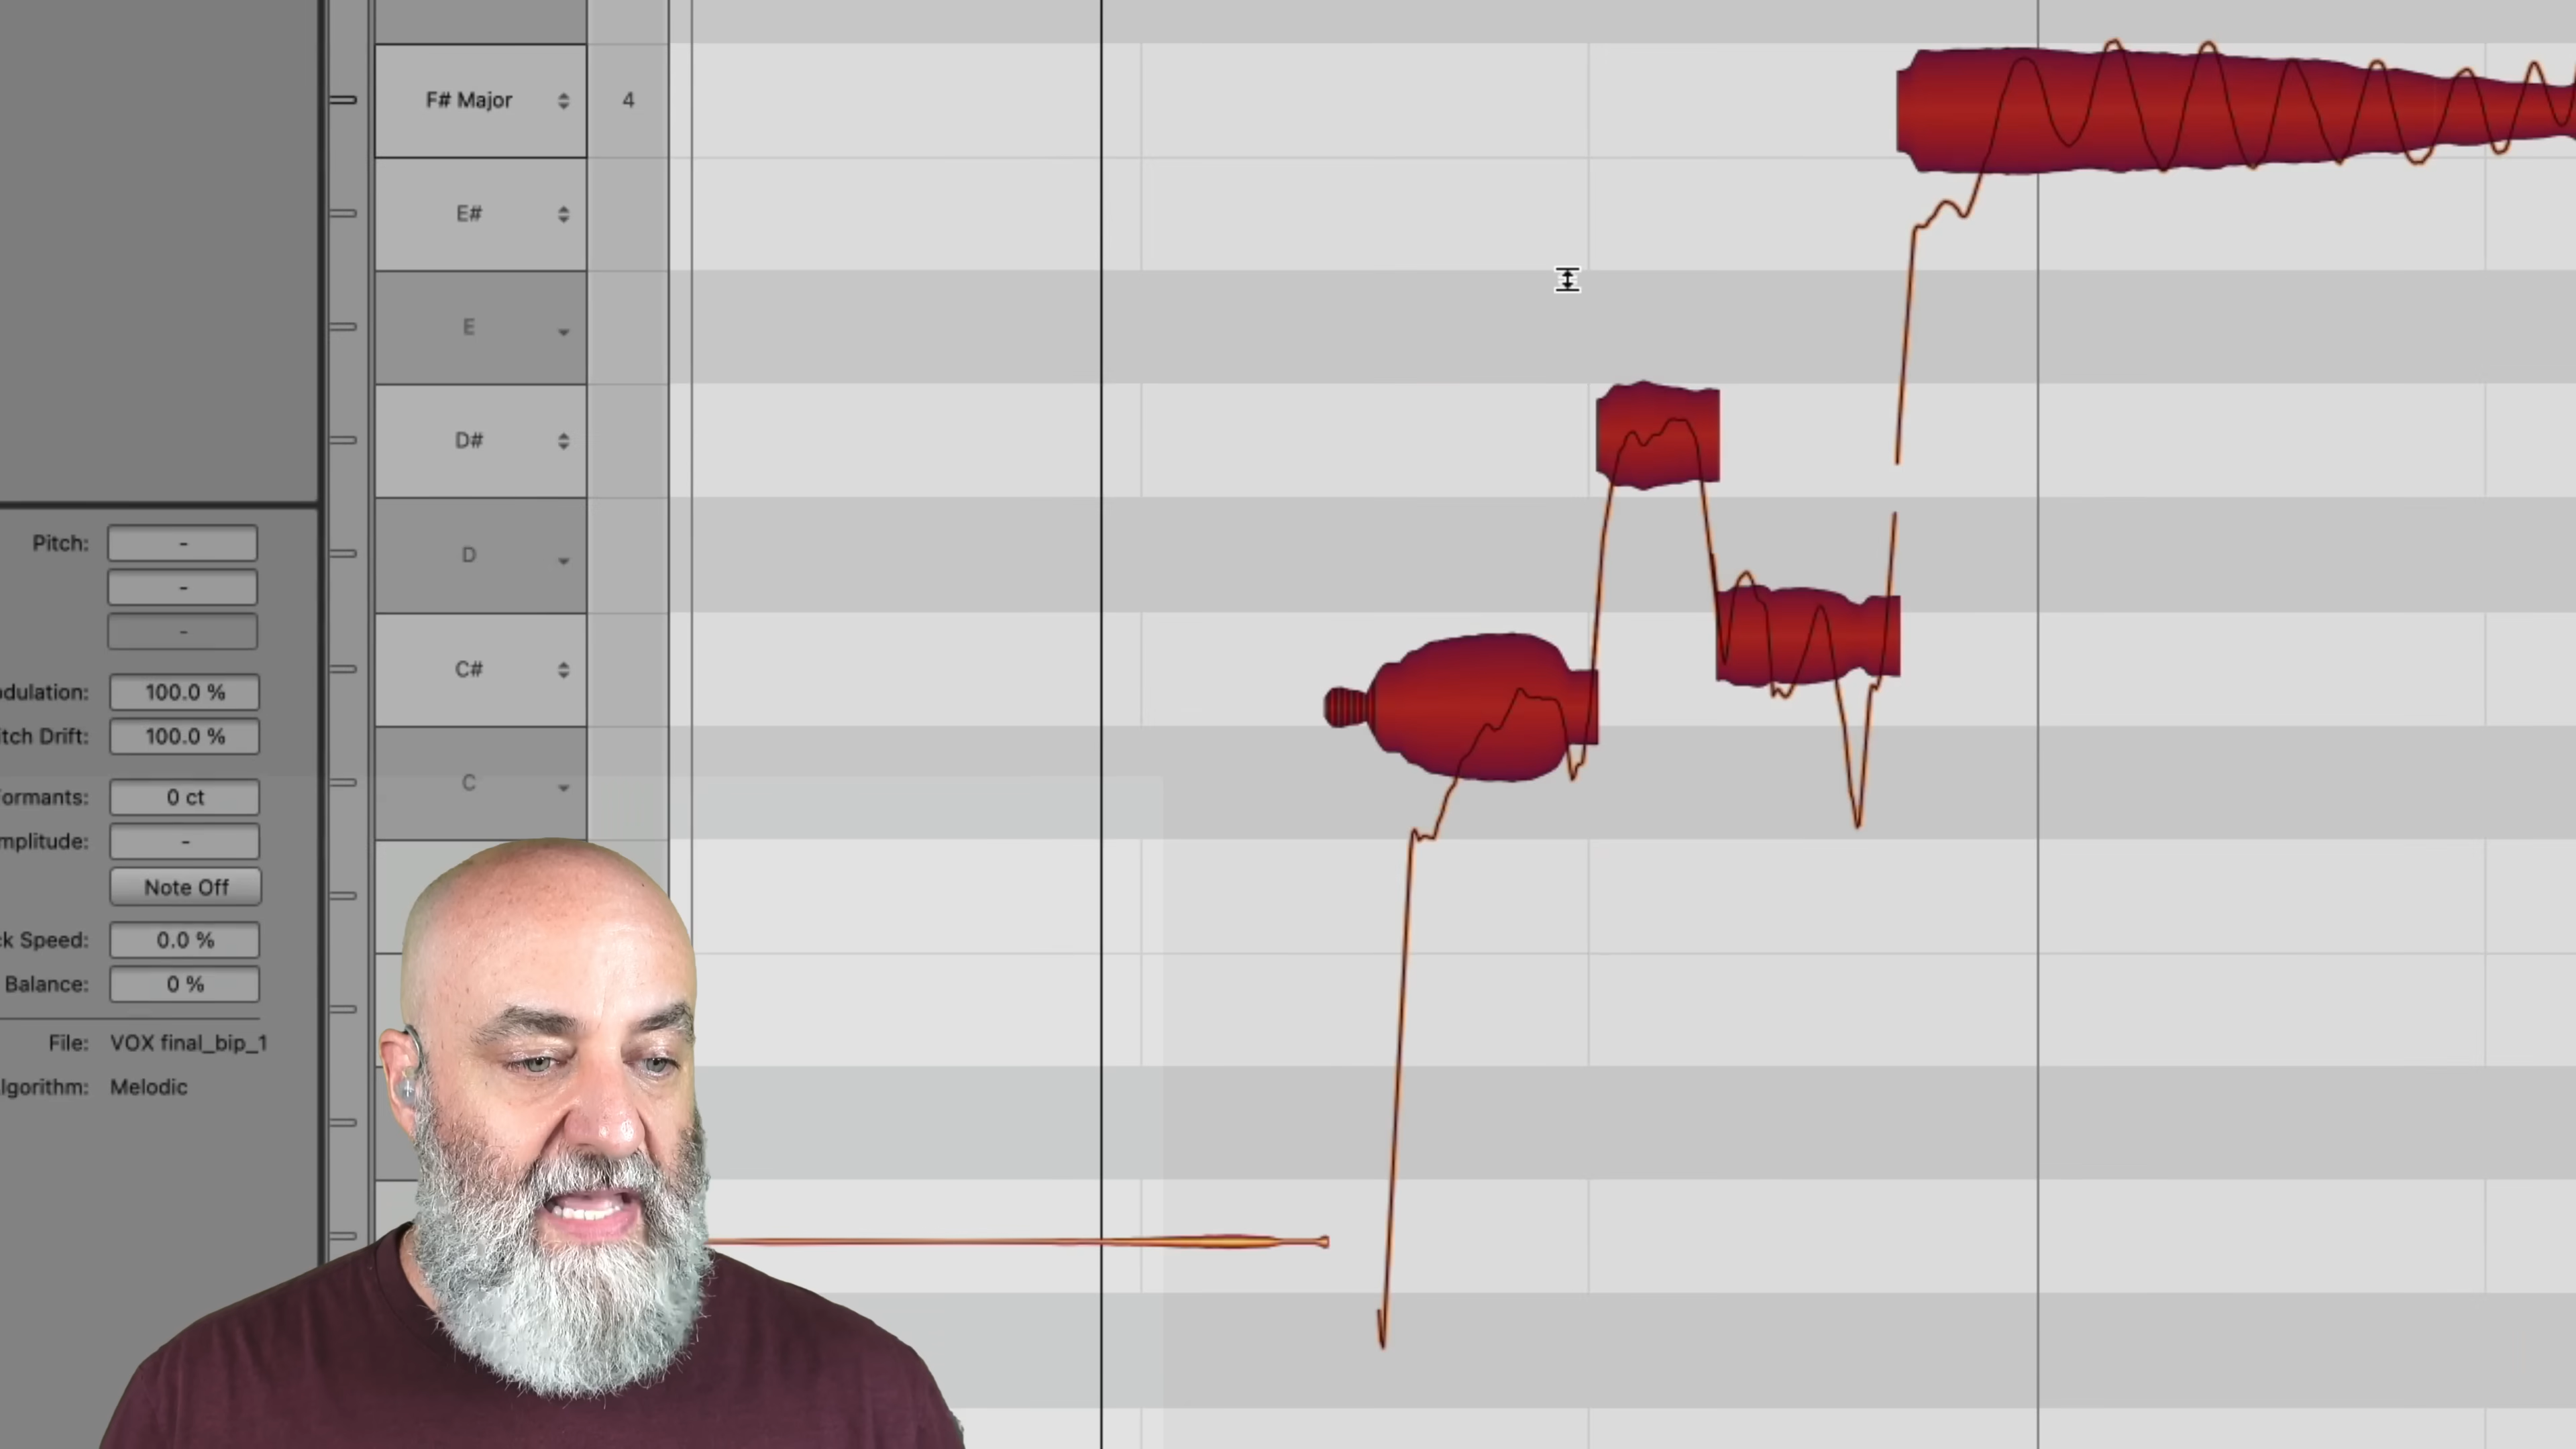 F# Major 4
E#
E
D#
D
C#
C
Pitch: -
-
-
odulation: 100.0 %
itch Drift: 100.0 %
ormants: 0 ct
mplitude: -
Note Off
ck Speed: 0.0 %
Balance: 0 %
File: VOX final_bip_1
lgorithm: Melodic